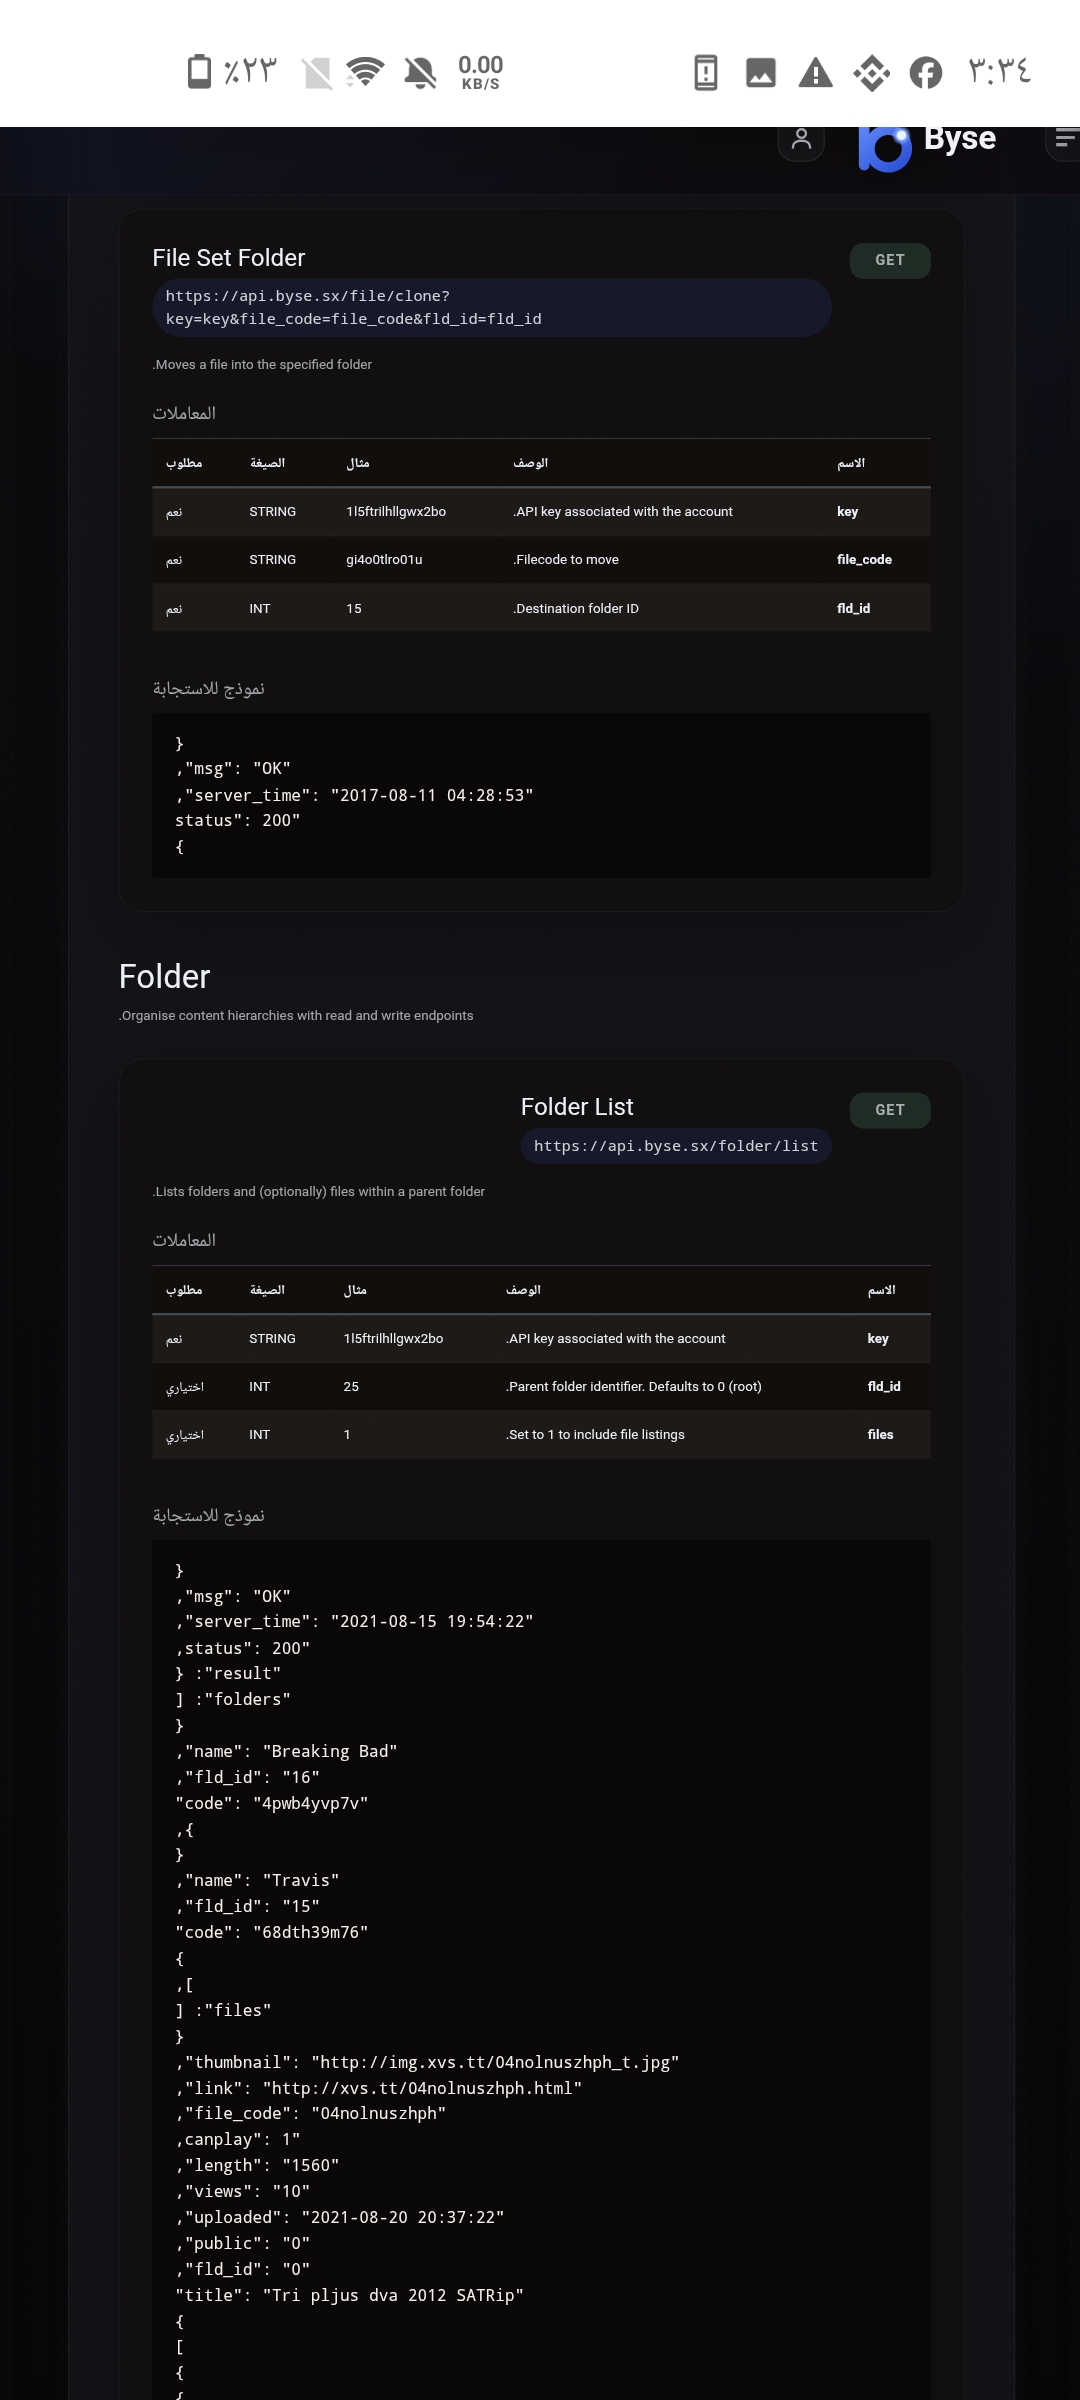 ٣:٣٤
0.00
KB/S
٪٢٣
Byse
File Set Folder
GET
https://api.byse.sx/file/clone?
key=key&file_code=file_code&fld_id=fld_id
.Moves a file into the specified folder
المعاملات
الاسم الوصف مثال الصيغة مطلوب
key .API key associated with the account 1l5ftrilhllgwx2bo STRING نعم
file_code .Filecode to move gi4o0tlro01u STRING نعم
fld_id .Destination folder ID 15 INT نعم
نموذج للاستجابة
}
,"msg": "OK"
,"server_time": "2017-08-11 04:28:53"
status": 200"
{
Folder
.Organise content hierarchies with read and write endpoints
Folder List
GET
https://api.byse.sx/folder/list
.Lists folders and (optionally) files within a parent folder
المعاملات
الاسم الوصف مثال الصيغة مطلوب
key .API key associated with the account 1l5ftrilhllgwx2bo STRING نعم
fld_id .Parent folder identifier. Defaults to 0 (root) 25 INT اختياري
files .Set to 1 to include file listings 1 INT اختياري
نموذج للاستجابة
}
,"msg": "OK"
,"server_time": "2021-08-15 19:54:22"
,status": 200"
} :"result"
] :"folders"
}
,"name": "Breaking Bad"
,"fld_id": "16"
"code": "4pwb4yvp7v"
,{
}
,"name": "Travis"
,"fld_id": "15"
"code": "68dth39m76"
{
,[
] :"files"
}
,"thumbnail": "http://img.xvs.tt/04nolnuszhph_t.jpg"
,"link": "http://xvs.tt/04nolnuszhph.html"
,"file_code": "04nolnuszhph"
,canplay": 1"
,"length": "1560"
,"views": "10"
,"uploaded": "2021-08-20 20:37:22"
,"public": "0"
,"fld_id": "0"
"title": "Tri pljus dva 2012 SATRip"
{
[
{
{